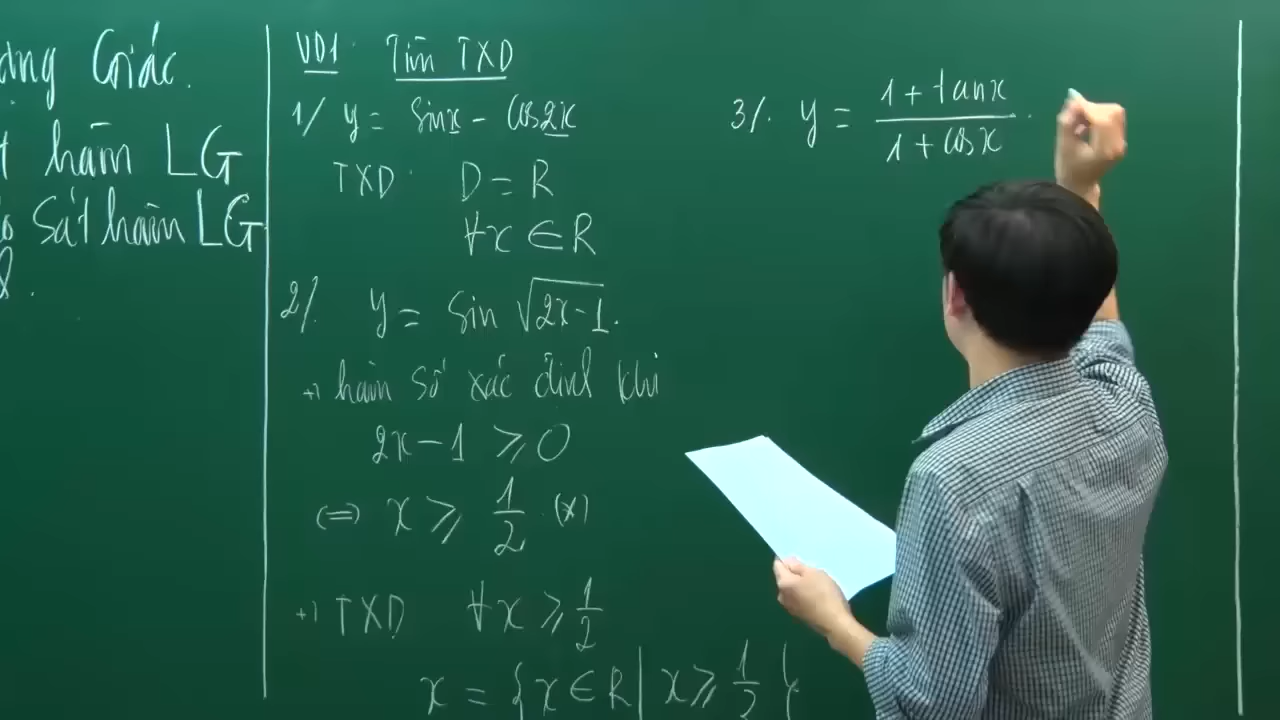 Giác.
hàm LG
sát hàm LG
VD1. Tìm TXD
1/ y = sinx - cos2x
TXD. D = R
∀x ∈ R
2/. y = sin √(2x-1).
+) hàm số xác định khi
2x-1 ⩾ 0
(=) x ⩾ 1/2 (*)
+) TXD ∀x ⩾ 1/2
x = {x ∈ R | x ⩾ 1/2}
3/. y = (1+tanx)/(1+cosx).